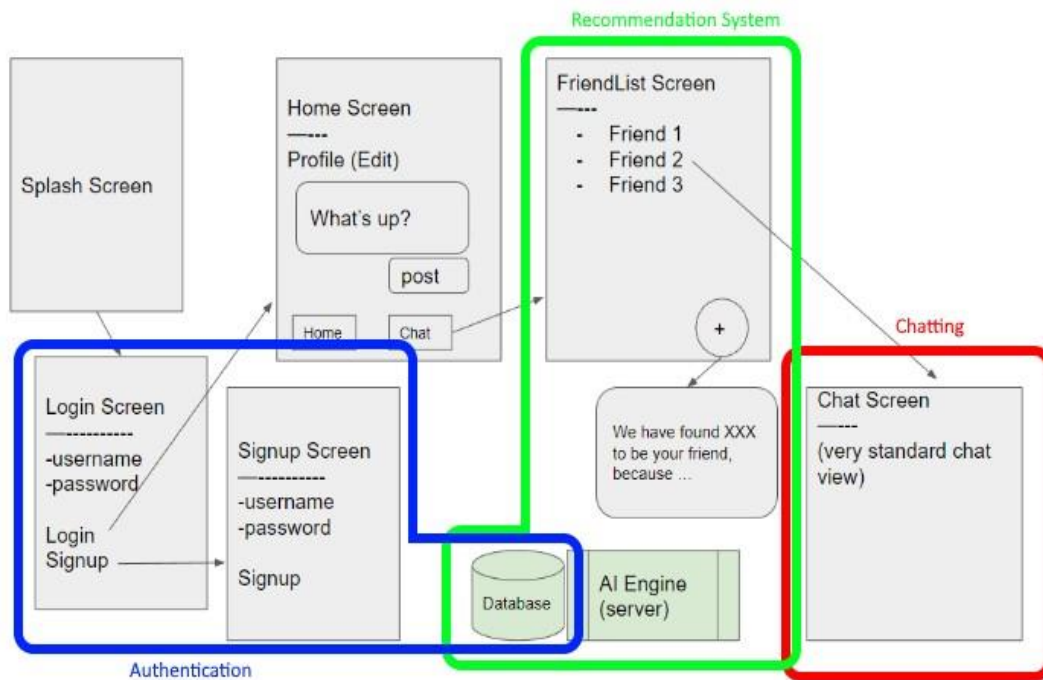 Recommendation System
Splash Screen
Home Screen
—---
Profile (Edit)
What's up?
post
Home
Chat
FriendList Screen
—---
- Friend 1
- Friend 2
- Friend 3
+
We have found XXX
to be your friend,
because ...
Chatting
Chat Screen
—---
(very standard chat
view)
Login Screen
—----------
-username
-password
Login
Signup
Signup Screen
—----------
-username
-password
Signup
Database
AI Engine
(server)
Authentication